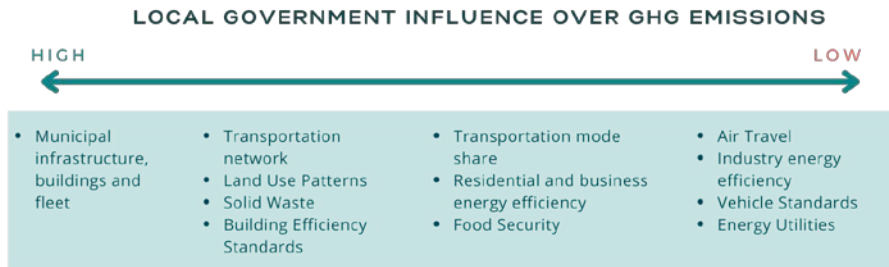 LOCAL GOVERNMENT INFLUENCE OVER GHG EMISSIONS
HIGH
LOW
• Municipal
infrastructure,
buildings and
fleet
• Transportation
network
• Land Use Patterns
• Solid Waste
• Building Efficiency
Standards
• Transportation mode
share
• Residential and business
energy efficiency
• Food Security
• Air Travel
• Industry energy
efficiency
• Vehicle Standards
• Energy Utilities